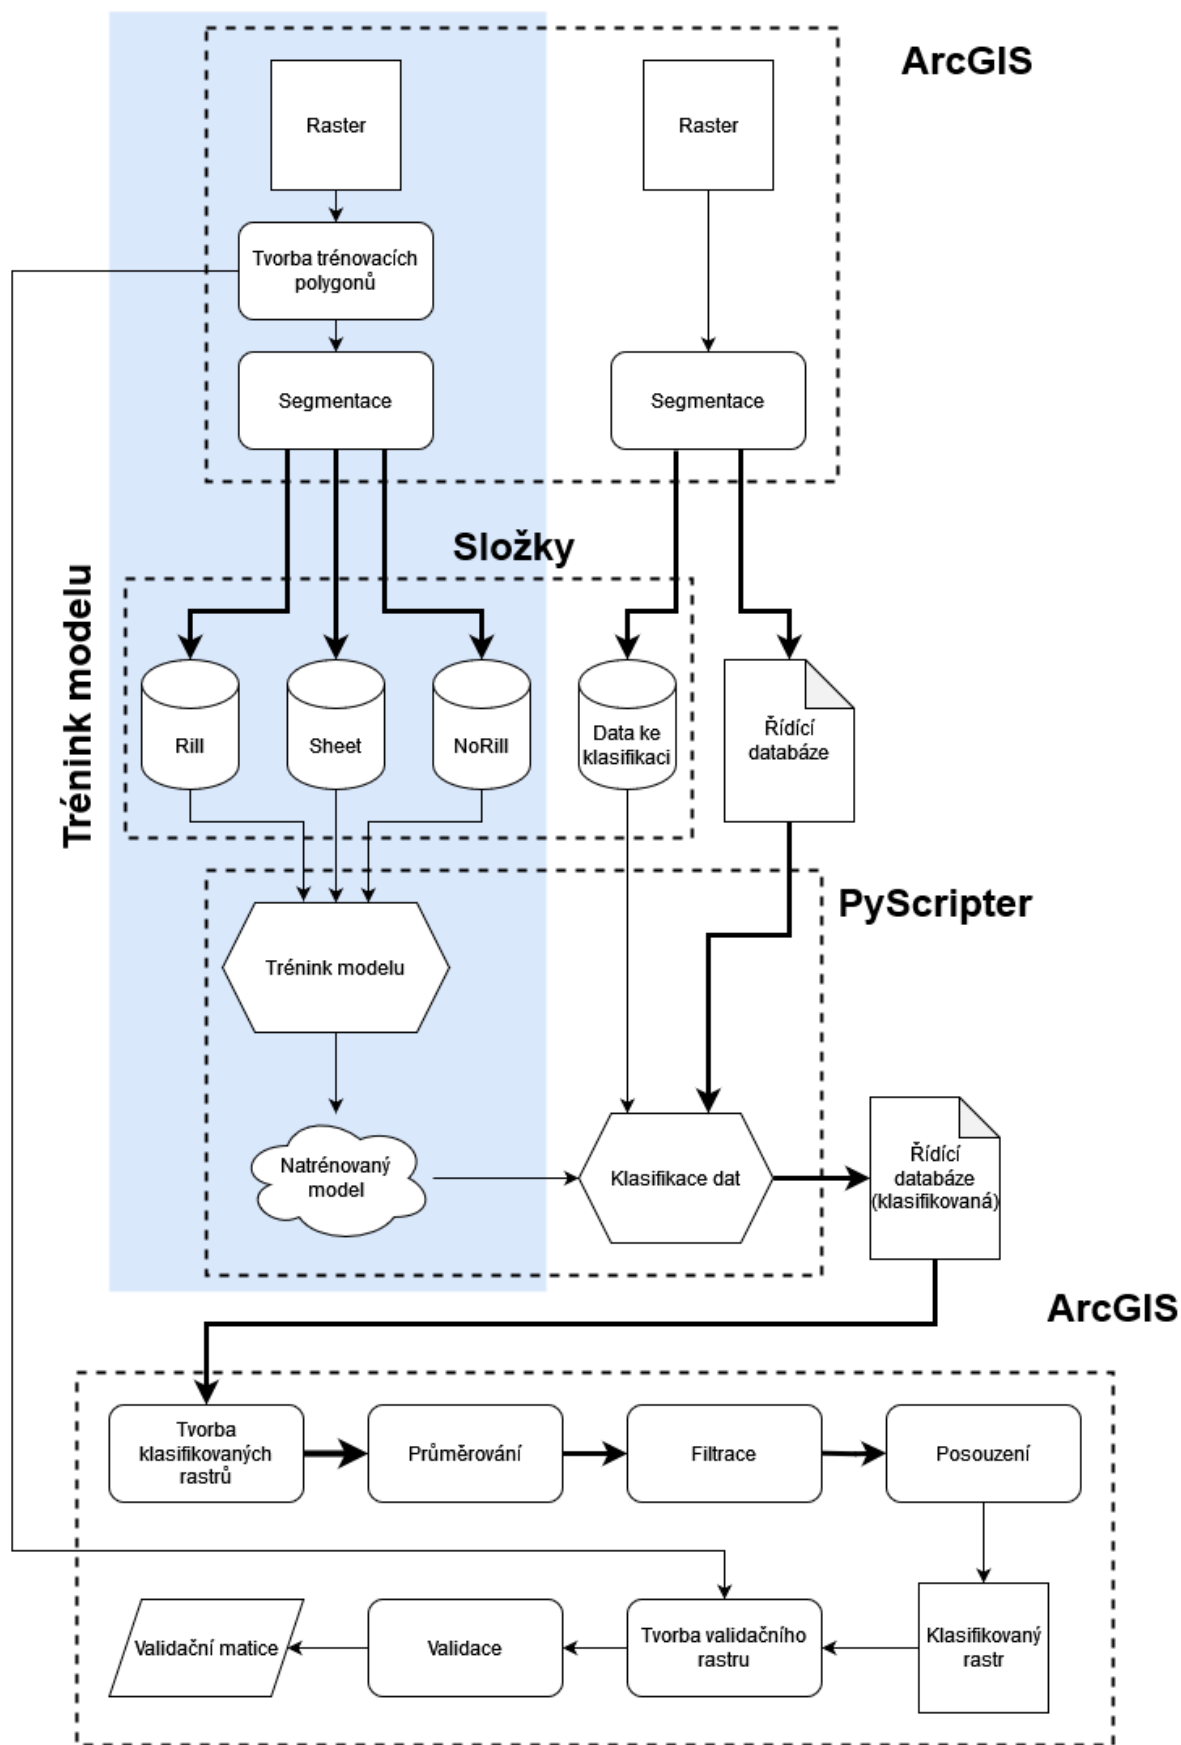 ArcGIS
Raster
Raster
Tvorba trénovacích
polygonů
Segmentace
Segmentace
Složky
Trénink modelu
Rill
Sheet
NoRill
Data ke
klasifikaci
Řídící
databáze
PyScripter
Trénink modelu
Natrénovaný
model
Klasifikace dat
Řídící
databáze
(klasifikovaná)
ArcGIS
Tvorba
klasifikovaných
rastrů
Průměrování
Filtrace
Posouzení
Validační matice
Validace
Tvorba validačního
rastru
Klasifikovaný
rastr